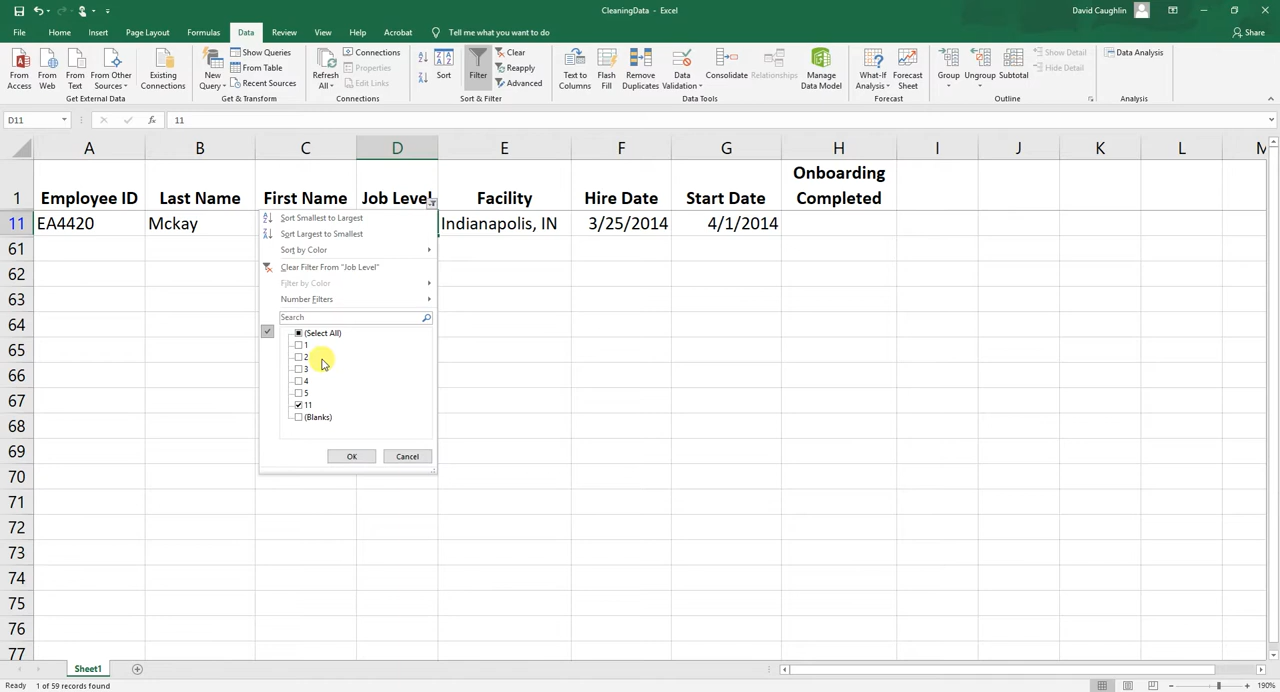 CleaningData - Excel
David Caughlin
File Home Insert Page Layout Formulas Data Review View Help Acrobat Tell me what you want to do Share
From Access
From Web
From Text
From Other Sources
Existing Connections
Get External Data
New Query
Show Queries
From Table
Recent Sources
Get & Transform
Refresh All
Connections
Properties
Edit Links
Connections
Sort
Filter
Clear
Reapply
Advanced
Sort & Filter
Text to Columns
Flash Fill
Remove Duplicates
Data Validation
Consolidate
Relationships
Manage Data Model
Data Tools
What-If Analysis
Forecast Sheet
Forecast
Group
Ungroup
Subtotal
Show Detail
Hide Detail
Outline
Data Analysis
Analysis
D11 fx 11
A B C D E F G H I J K L M
1 Employee ID Last Name First Name Job Level Facility Hire Date Start Date Onboarding Completed
11 EA4420 Mckay Indianapolis, IN 3/25/2014 4/1/2014
61
62
63
64
65
66
67
68
69
70
71
72
73
74
75
76
77
Sort Smallest to Largest
Sort Largest to Smallest
Sort by Color
Clear Filter From "Job Level"
Filter by Color
Number Filters
Search
(Select All)
1
2
3
4
5
11
(Blanks)
OK Cancel
Sheet1
Ready 1 of 59 records found 190%